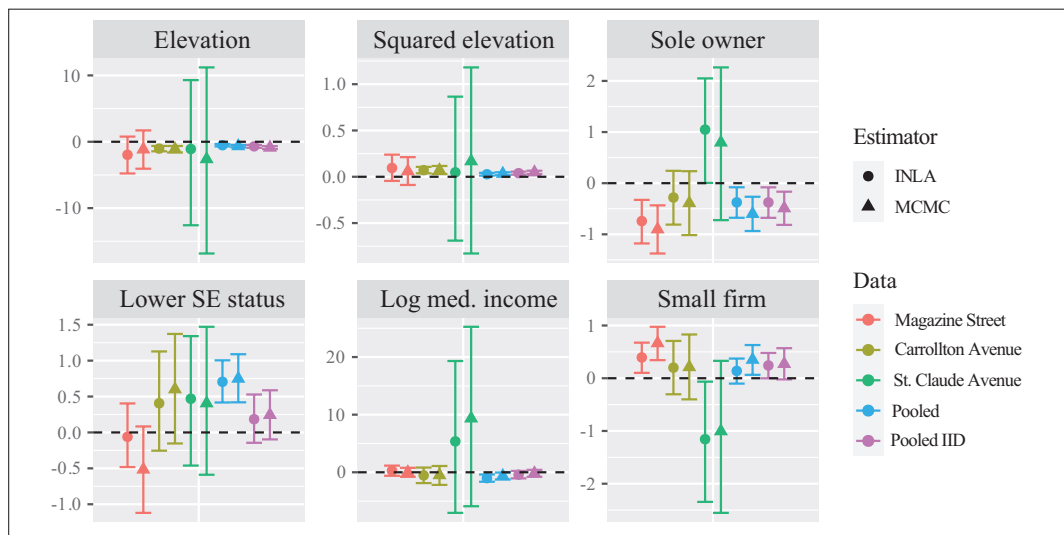 Elevation
Squared elevation
Sole owner
10
0
-10
1.0
0.5
0.0
-0.5
2
1
0
-1
Estimator
INLA
MCMC
Lower SE status
Log med. income
Small firm
1.5
1.0
0.5
0.0
-0.5
-1.0
20
10
0
1
0
-1
-2
Data
Magazine Street
Carrollton Avenue
St. Claude Avenue
Pooled
Pooled IID